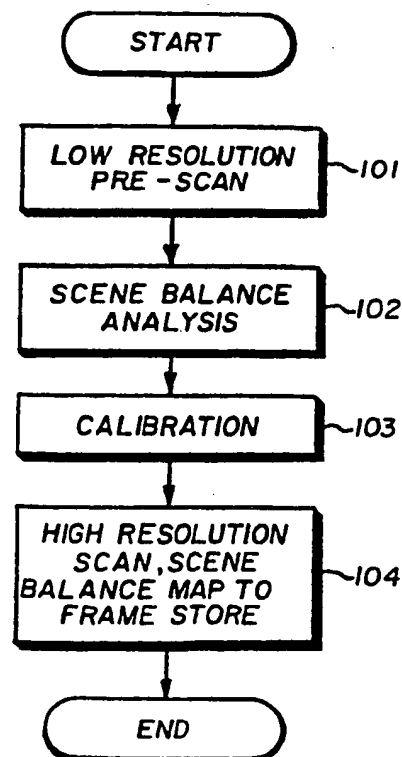 START
LOW RESOLUTION
PRE-SCAN
101
SCENE BALANCE
ANALYSIS
102
CALIBRATION
103
HIGH RESOLUTION
SCAN, SCENE
BALANCE MAP TO
FRAME STORE
104
END